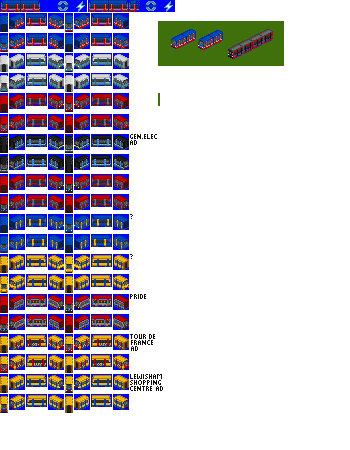 GEN.ELEC
AD
?
?
PRIDE
TOUR DE
FRANCE
AD
LEWISHAM
SHOPPING
CENTRE AD